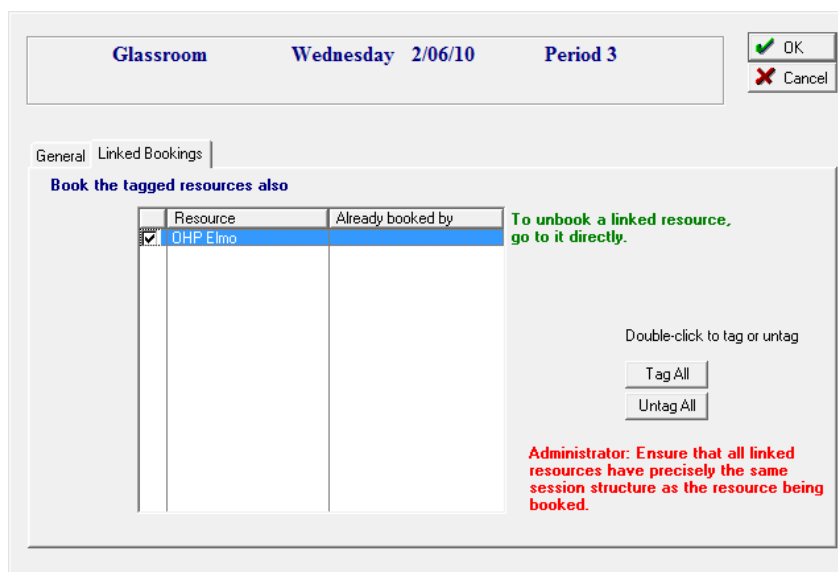 Glassroom Wednesday 2/06/10 Period 3
OK
Cancel
General Linked Bookings
Book the tagged resources also
Resource Already booked by
OHP Elmo
To unbook a linked resource,
go to it directly.
Double-click to tag or untag
Tag All
Untag All
Administrator: Ensure that all linked
resources have precisely the same
session structure as the resource being
booked.